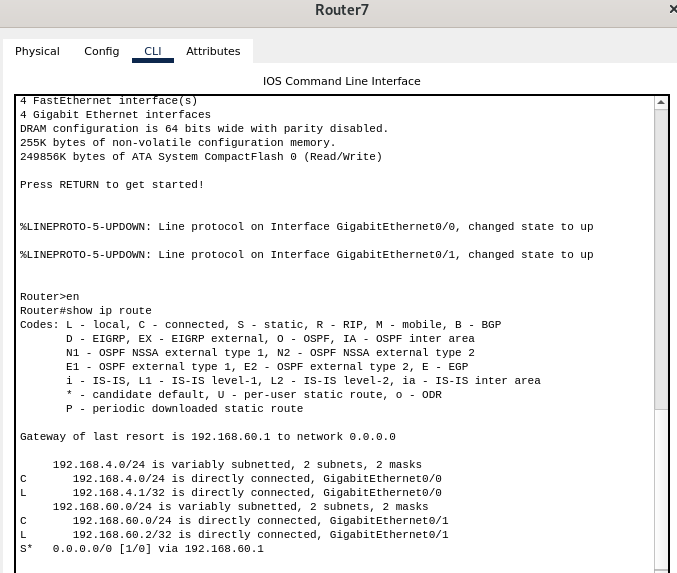 Router7
Physical Config CLI Attributes
IOS Command Line Interface
4 FastEthernet interface(s)
4 Gigabit Ethernet interfaces
DRAM configuration is 64 bits wide with parity disabled.
255K bytes of non-volatile configuration memory.
249856K bytes of ATA System CompactFlash 0 (Read/Write)
Press RETURN to get started!
%LINEPROTO-5-UPDOWN: Line protocol on Interface GigabitEthernet0/0, changed state to up
%LINEPROTO-5-UPDOWN: Line protocol on Interface GigabitEthernet0/1, changed state to up
Router>en
Router#show ip route
Codes: L - local, C - connected, S - static, R - RIP, M - mobile, B - BGP
D - EIGRP, EX - EIGRP external, O - OSPF, IA - OSPF inter area
N1 - OSPF NSSA external type 1, N2 - OSPF NSSA external type 2
E1 - OSPF external type 1, E2 - OSPF external type 2, E - EGP
i - IS-IS, L1 - IS-IS level-1, L2 - IS-IS level-2, ia - IS-IS inter area
* - candidate default, U - per-user static route, o - ODR
P - periodic downloaded static route
Gateway of last resort is 192.168.60.1 to network 0.0.0.0
192.168.4.0/24 is variably subnetted, 2 subnets, 2 masks
C 192.168.4.0/24 is directly connected, GigabitEthernet0/0
L 192.168.4.1/32 is directly connected, GigabitEthernet0/0
192.168.60.0/24 is variably subnetted, 2 subnets, 2 masks
C 192.168.60.0/24 is directly connected, GigabitEthernet0/1
L 192.168.60.2/32 is directly connected, GigabitEthernet0/1
S* 0.0.0.0/0 [1/0] via 192.168.60.1